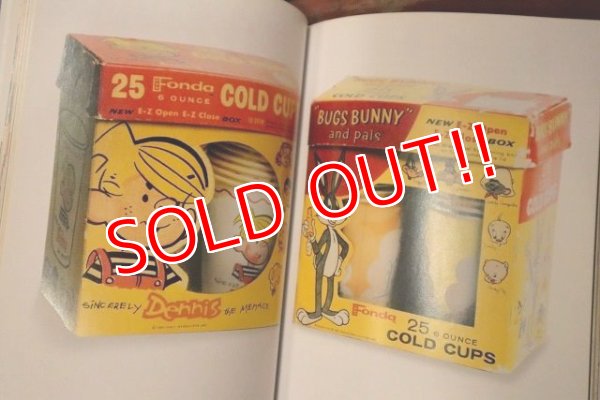 25 Fonda
6 OUNCE COLD CUPS
NEW E-Z Open E-Z Close BOX
SINCERELY Dennis THE MENACE
"BUGS BUNNY"
and pals
NEW E-Z Open
E-Z Close BOX
Fonda
25 6 OUNCE
COLD CUPS
SOLD OUT!!